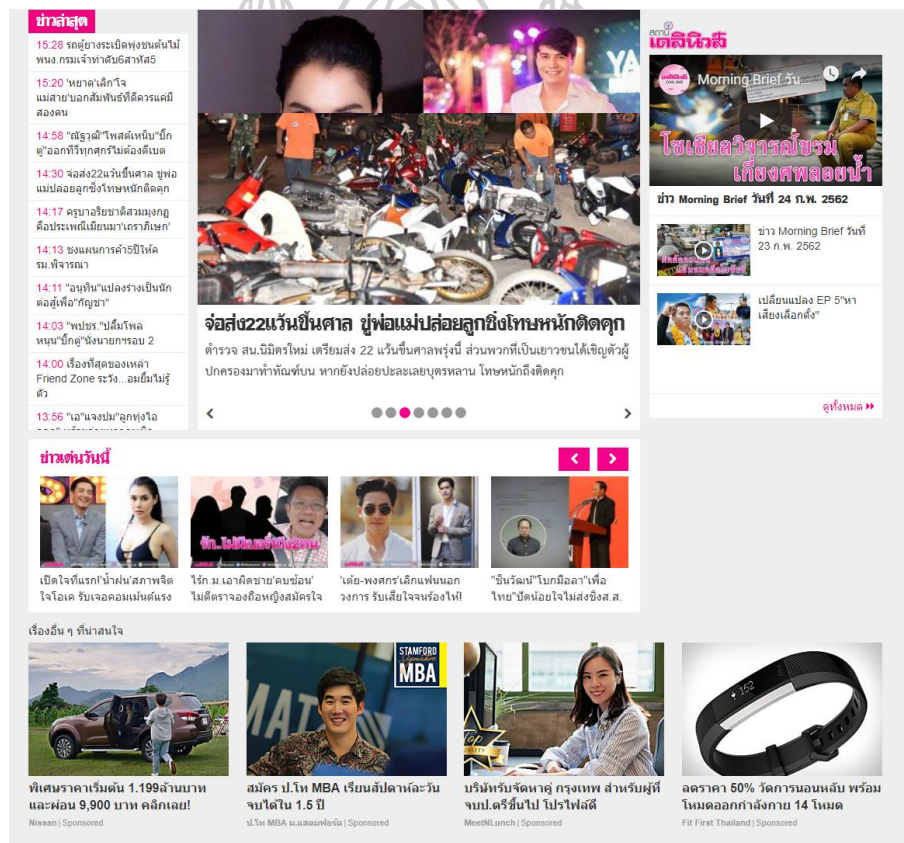 ข่าวล่าสุด
15:28 รถตู้ยางระเบิดพุ่งชนต้นไม้
พนง.กรมเจ้าท่าดับ6สาหัส5
15:20 'หยาด'เลิก'โจ
แม่สาย'บอกสัมพันธ์ที่ดีควรแค่มี
สองคน
14:58 "ณัฐวุฒิ"โพสต์เหน็บ"บิ๊ก
ตู่"ออกทีวีทุกศุกร์ไม่ต้องดีเบต
14:30 จ่อส่ง22แว้นขึ้นศาล ขู่พ่อ
แม่ปล่อยลูกซิ่งโทษหนักติดคุก
14:17 ครูบาอริยชาติสวมมงกุฎ
คือประเพณีเมียนมา'เถราภิเษก'
14:13 ชงแผนการค้า5ปีให้ค
รม.พิจารณา
14:11 "อนุทิน"แปลงร่างเป็นนัก
ต่อสู้เพื่อ"กัญชา"
14:03 "พปชร."ปลื้มโพล
หนุน"บิ๊กตู่"นั่งนายกฯรอบ 2
14:00 เรื่องที่สุดของเหล่า
Friend Zone ระวัง...อมยิ้มไม่รู้
ตัว
13:56 "เอ"แจงปม"ลูกทุ่งไอ
YA
จ่อส่ง22แว้นขึ้นศาล ขู่พ่อแม่ปล่อยลูกซิ่งโทษหนักติดคุก
ตำรวจ สน.นิมิตรใหม่ เตรียมส่ง 22 แว้นขึ้นศาลพรุ่งนี้ ส่วนพวกที่เป็นเยาวชนได้เชิญตัวผู้
ปกครองมาทำทัณฑ์บน หากยังปล่อยปะละเลยบุตรหลาน โทษหนักถึงติดคุก
สถานี
เดลินิวส์
Morning Brief วัน...
โซเชียลวิจารณ์ขรม
เกี่ยงศพลอยน้ำ
ข่าว Morning Brief วันที่ 24 ก.พ. 2562
ข่าว Morning Brief วันที่
23 ก.พ. 2562
เปลี่ยนแปลง EP 5"หา
เสียงเลือกตั้ง"
ดูทั้งหมด
ข่าวเด่นวันนี้
รัก..ไม่มีเบอร์หนึ่ง2คน
เปิดใจที่แรก!'น้ำฝน'สภาพจิต
ใจโอเค รับเจอคอมเม้นต์แรง
ไร้ก.ม.เอาผิดชาย'คบซ้อน'
ไม่ตีตราจองถือหญิงสมัครใจ
'เต้ย-พงศกร'เลิกแฟนนอก
วงการ รับเสียใจจนร้องไห้!
"ชินวัฒน์"โบกมือลา"เพื่อ
ไทย"ปัดน้อยใจไม่ส่งชิงส.ส.
เรื่องอื่น ๆ ที่น่าสนใจ
STAMFORD
Signature
MBA
MAT
Top
QUALITY
152
พิเศษราคาเริ่มต้น 1.199ล้านบาท
และผ่อน 9,900 บาท คลิกเลย!
Nissan | Sponsored
สมัคร ป.โท MBA เรียนสัปดาห์ละวัน
จบได้ใน 1.5 ปี
ป.โท MBA ม.แสตมฟอร์ด | Sponsored
บริษัทรับจัดหาคู่ กรุงเทพ สำหรับผู้ที่
จบป.ตรีขึ้นไป โปรไฟล์ดี
MeetNLunch | Sponsored
ลดราคา 50% วัดการนอนหลับ พร้อม
โหมดออกกำลังกาย 14 โหมด
Fit First Thailand | Sponsored